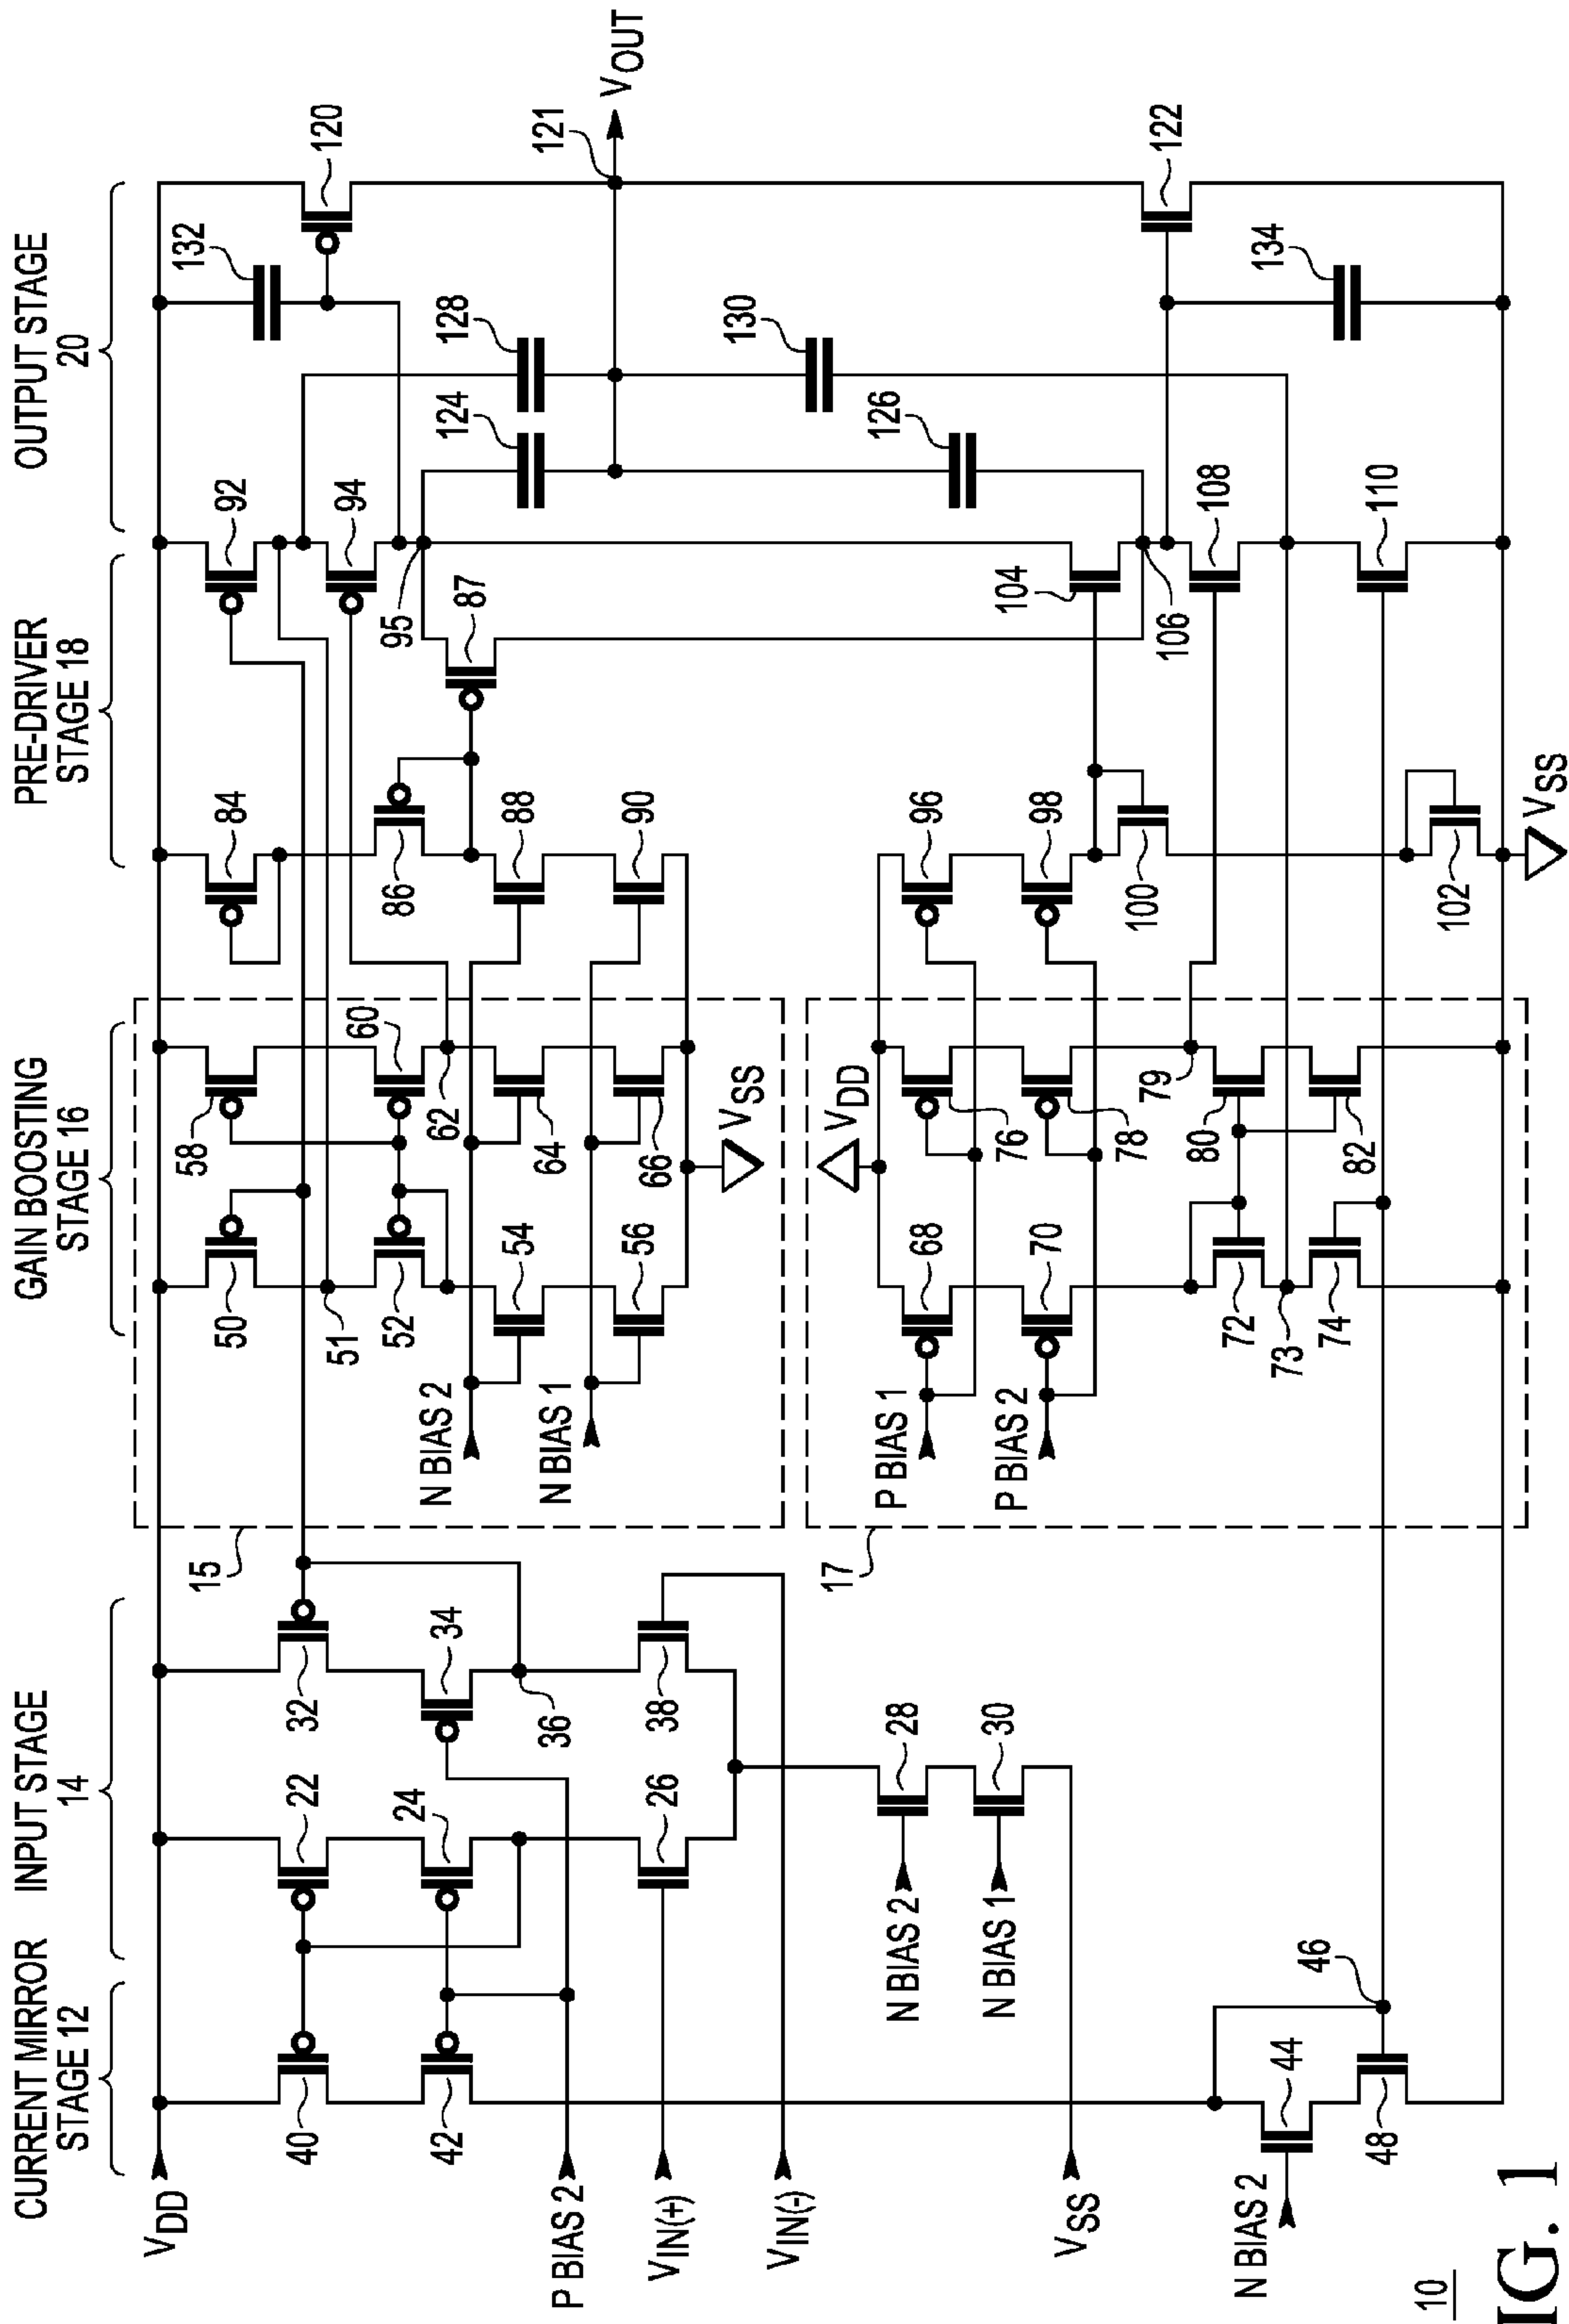 CURRENT MIRROR
STAGE 12
INPUT STAGE
14
GAIN BOOSTING
STAGE 16
PRE-DRIVER
STAGE 18
OUTPUT STAGE
20
VDD
P BIAS 2
VIN(+)
VIN(-)
VSS
N BIAS 2
40
42
44
46
48
22
24
26
28
30
32
34
36
38
N BIAS 2
N BIAS 1
15
50
51
52
54
56
58
60
62
64
66
N BIAS 2
N BIAS 1
VSS
17
VDD
P BIAS 1
P BIAS 2
68
70
72
73
74
76
78
79
80
82
84
86
87
88
90
92
94
95
96
98
100
102
104
106
108
110
VSS
120
121
122
124
126
128
130
132
134
VOUT
10
IG. 1